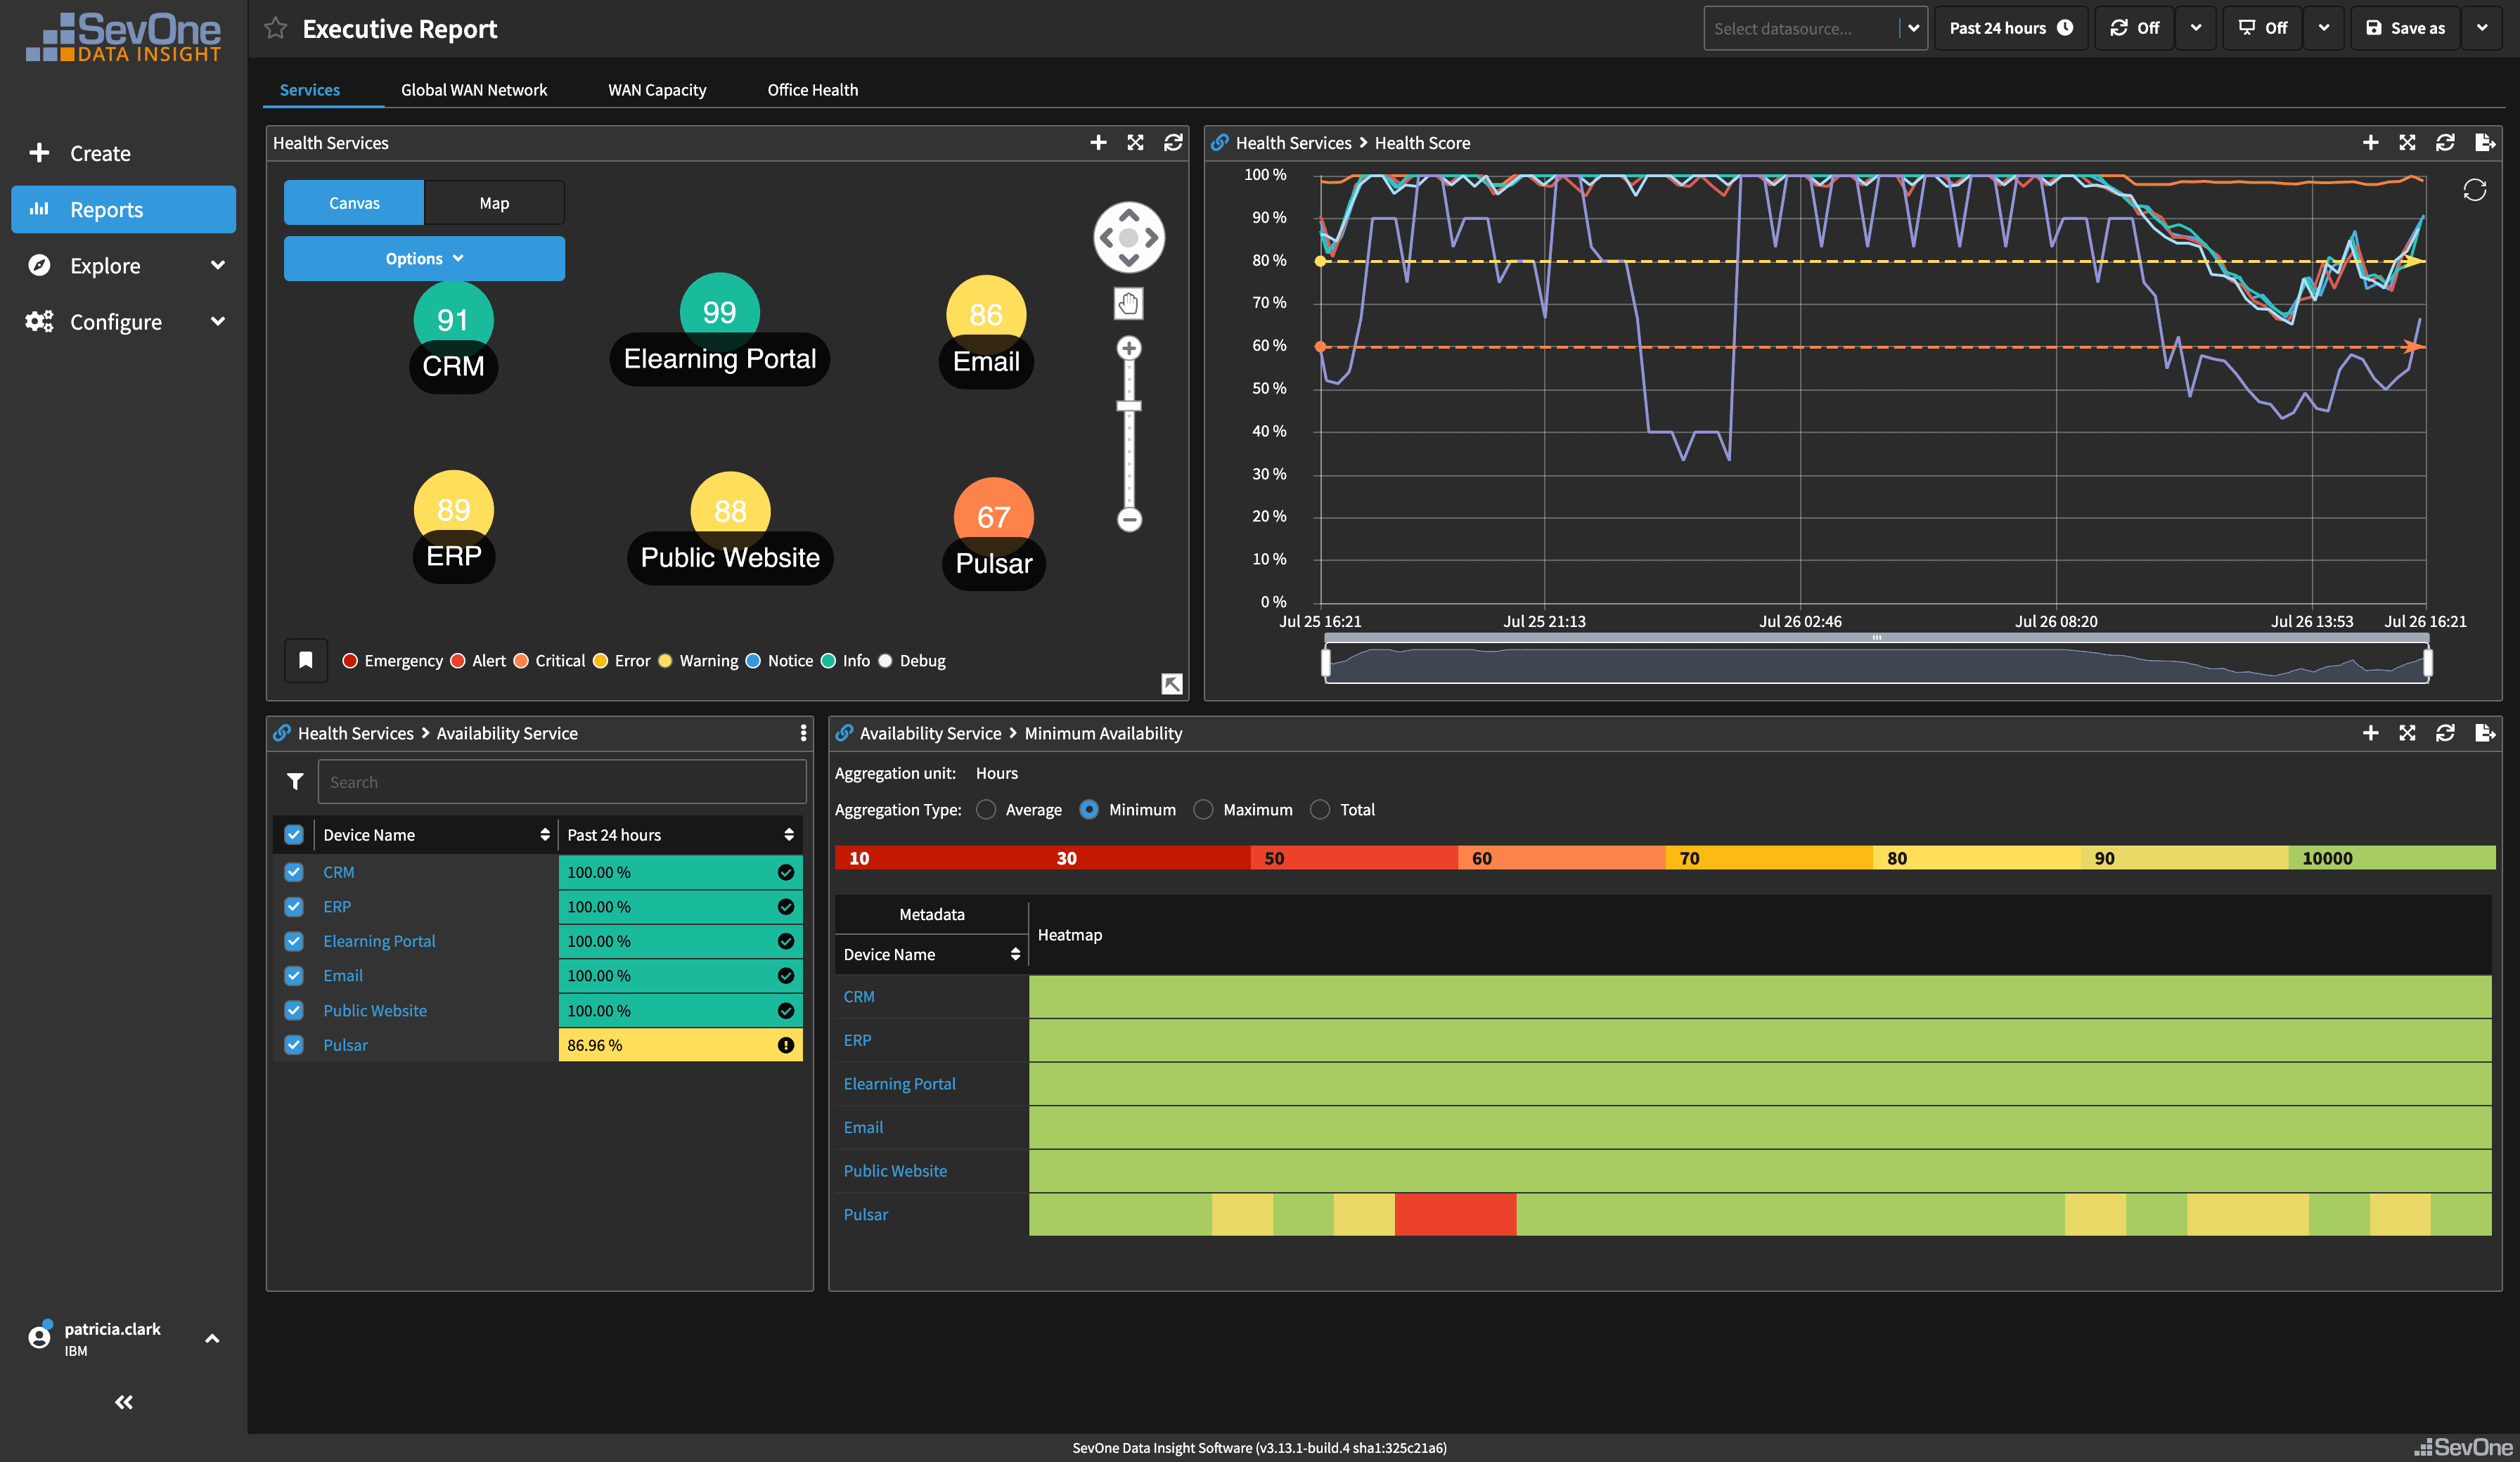 SevOne
DATA INSIGHT
Create
Reports
Explore
Configure
patricia.clark
IBM
Executive Report
Select datasource...
Past 24 hours
Off
Off
Save as
Services
Global WAN Network
WAN Capacity
Office Health
Health Services
Canvas
Map
Options
91
CRM
99
Elearning Portal
86
Email
89
ERP
88
Public Website
67
Pulsar
Emergency Alert Critical Error Warning Notice Info Debug
Health Services > Health Score
100 %
90 %
80 %
70 %
60 %
50 %
40 %
30 %
20 %
10 %
0 %
Jul 25 16:21
Jul 25 21:13
Jul 26 02:46
Jul 26 08:20
Jul 26 13:53
Jul 26 16:21
Health Services > Availability Service
Search
Device Name
Past 24 hours
CRM 100.00 %
ERP 100.00 %
Elearning Portal 100.00 %
Email 100.00 %
Public Website 100.00 %
Pulsar 86.96 %
Availability Service > Minimum Availability
Aggregation unit: Hours
Aggregation Type: Average Minimum Maximum Total
10 30 50 60 70 80 90 10000
Metadata
Device Name
Heatmap
CRM
ERP
Elearning Portal
Email
Public Website
Pulsar
SevOne Data Insight Software (v3.13.1-build.4 sha1:325c21a6)
SevOne